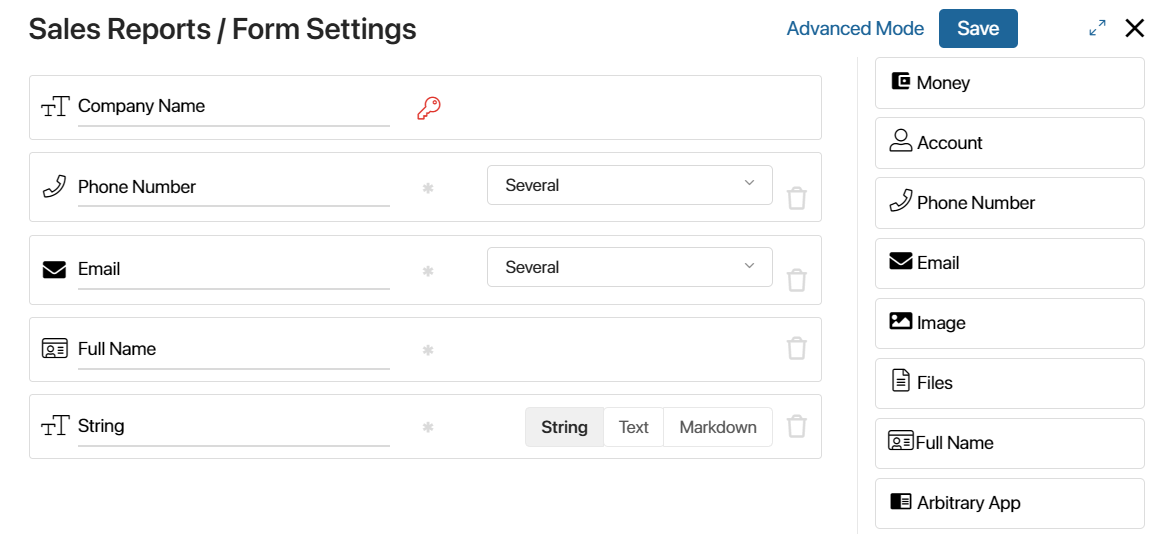 Sales Reports / Form Settings
Advanced Mode
Save
Company Name
Phone Number
*
Several
Email
*
Several
Full Name
*
String
*
String
Text
Markdown
Money
Account
Phone Number
Email
Image
Files
Full Name
Arbitrary App